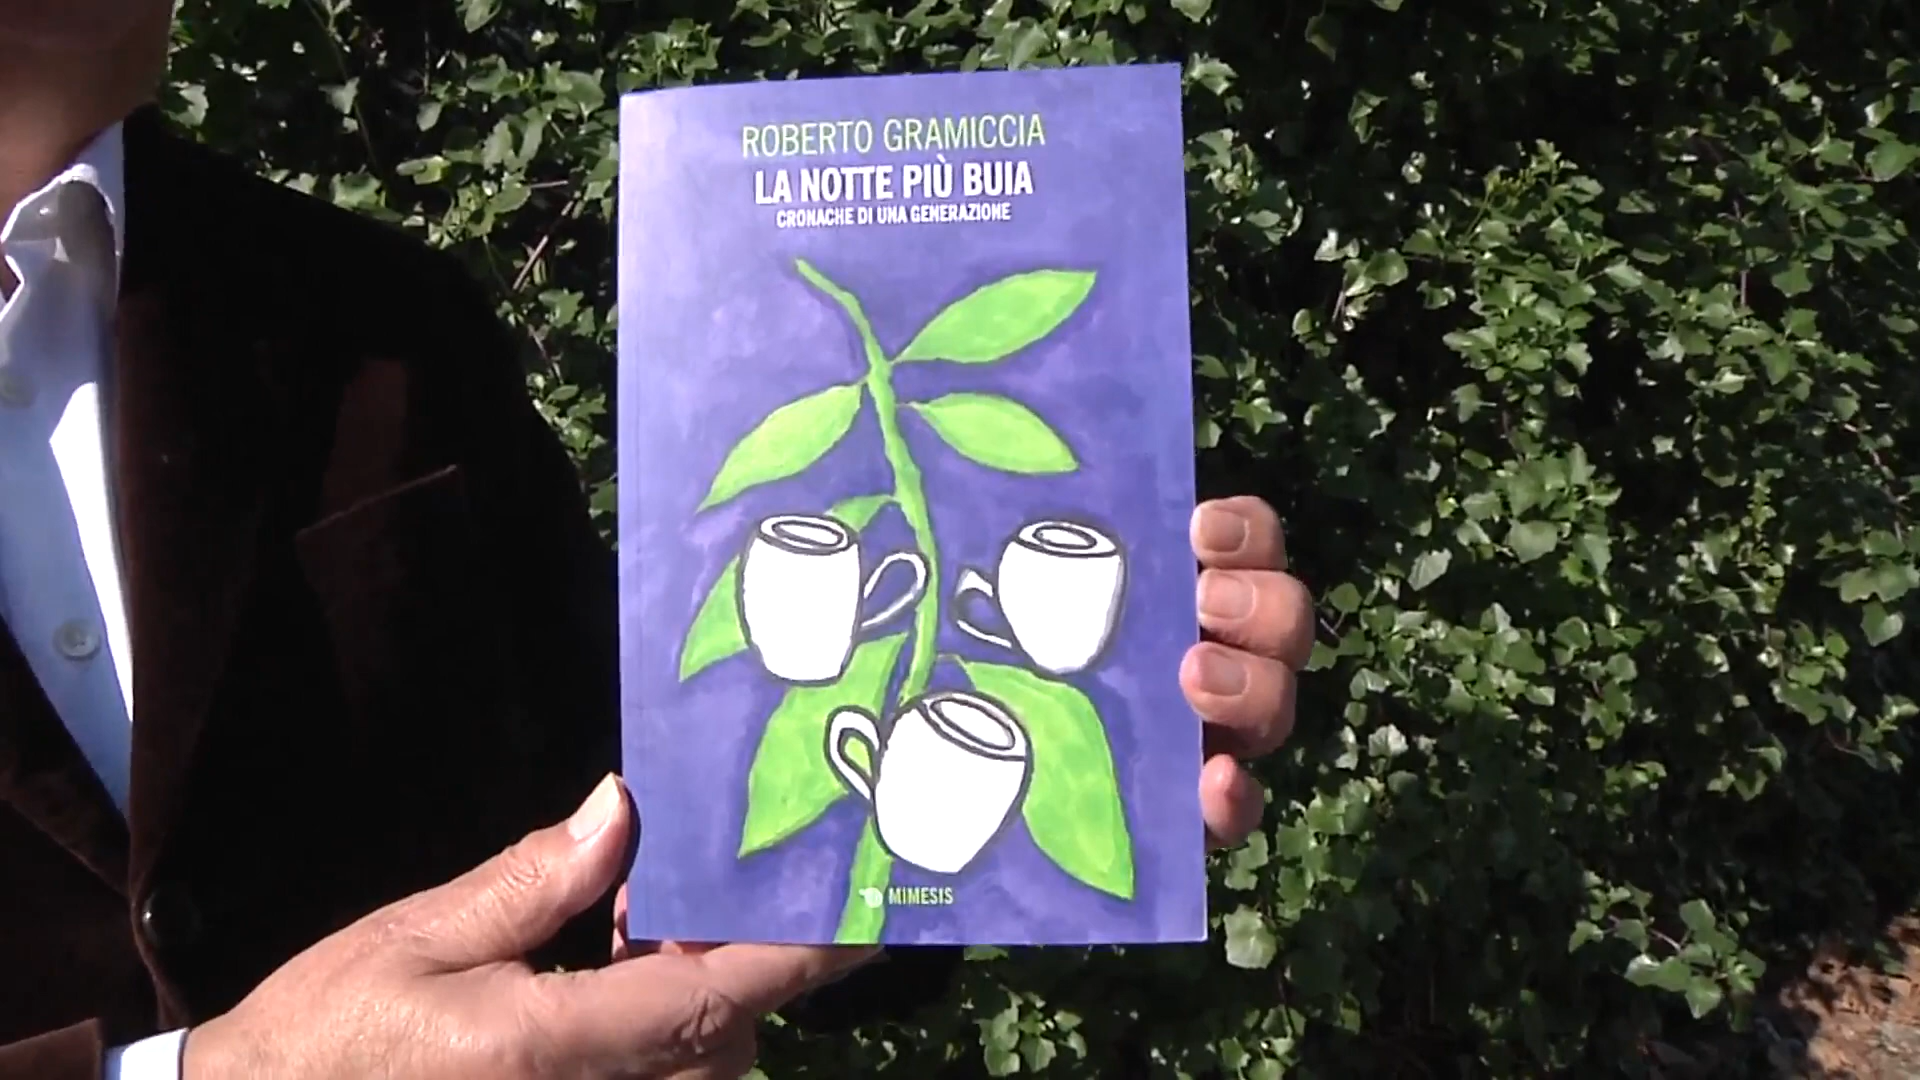 ROBERTO GRAMICCIA
LA NOTTE PIÙ BUIA
CRONACHE DI UNA GENERAZIONE
MIMESIS